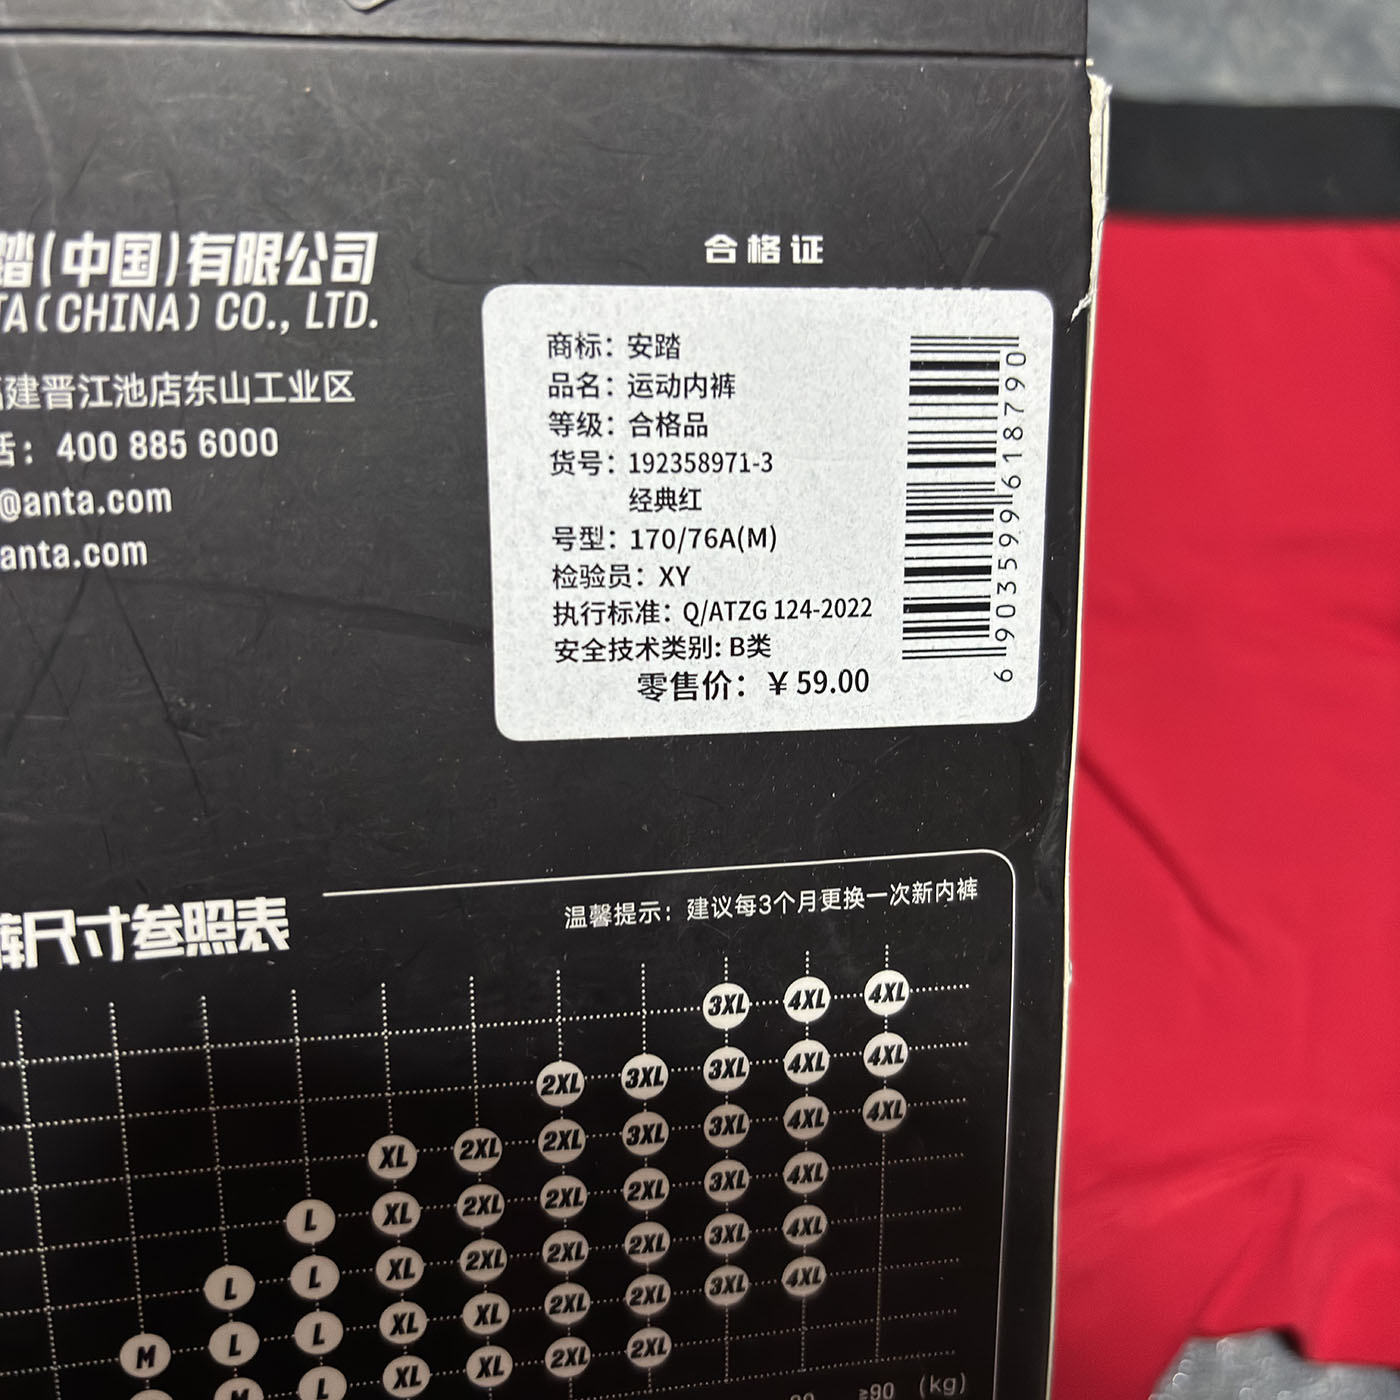 踏(中国)有限公司
TA(CHINA) CO., LTD.
建晋江池店东山工业区
话：400 885 6000
@anta.com
anta.com
合格证
商标：安踏
品名：运动内裤
等级：合格品
货号：192358971-3
经典红
号型：170/76A(M)
检验员：XY
执行标准：Q/ATZG 124-2022
安全技术类别: B类
零售价：￥59.00
6903599618790
裤尺寸参照表
温馨提示：建议每3个月更换一次新内裤
3XL 4XL 4XL
2XL 3XL 3XL 4XL 4XL
XL 2XL 2XL 3XL 3XL 4XL 4XL
L XL 2XL 2XL 2XL 3XL 4XL
L L XL 2XL 2XL 2XL 3XL 4XL
M L L XL XL 2XL 2XL 3XL 4XL
M L XL XL 2XL 2XL
≥90 (kg)